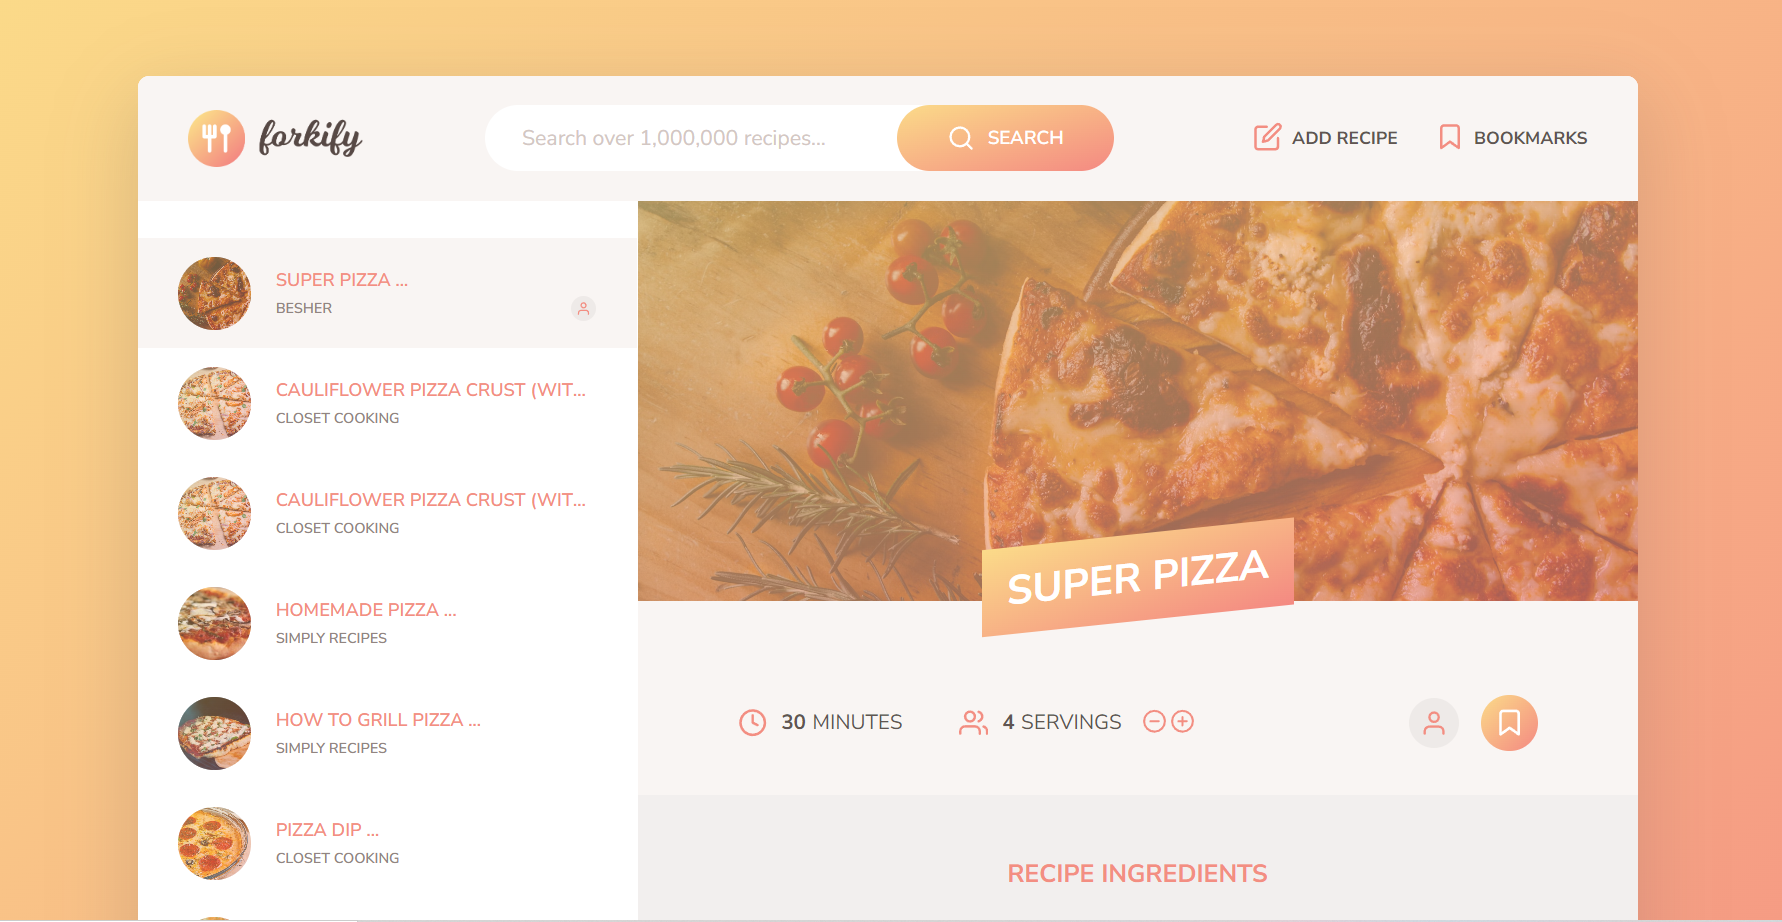 forkify
Search over 1,000,000 recipes...
SEARCH
ADD RECIPE
BOOKMARKS
SUPER PIZZA ...
BESHER
CAULIFLOWER PIZZA CRUST (WIT...
CLOSET COOKING
CAULIFLOWER PIZZA CRUST (WIT...
CLOSET COOKING
HOMEMADE PIZZA ...
SIMPLY RECIPES
HOW TO GRILL PIZZA ...
SIMPLY RECIPES
PIZZA DIP ...
CLOSET COOKING
SUPER PIZZA
30 MINUTES
4 SERVINGS
RECIPE INGREDIENTS